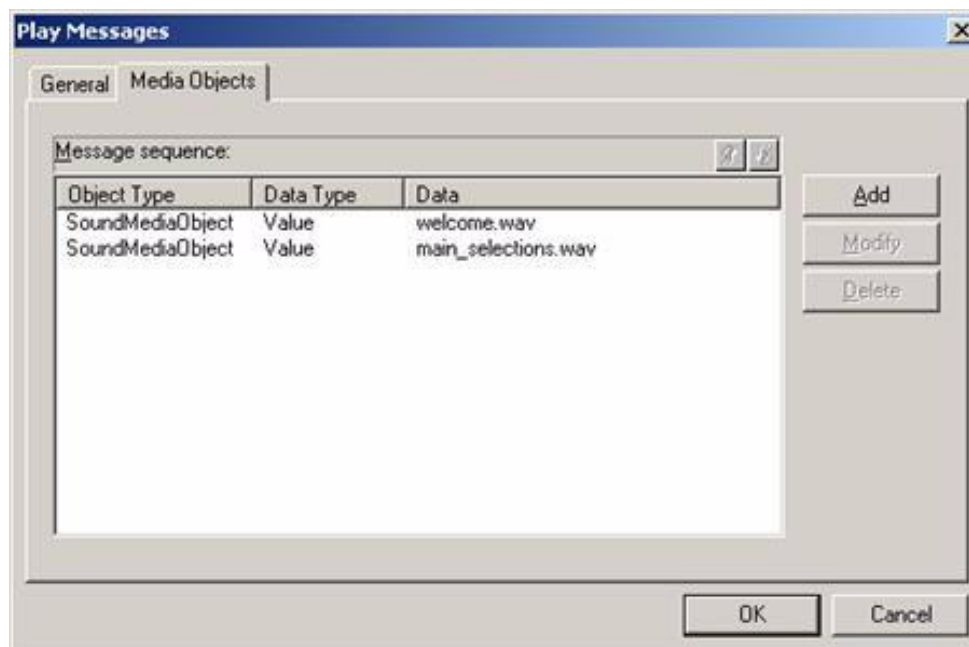 Play Messages
General Media Objects
Message sequence:
Object Type Data Type Data
SoundMediaObject Value welcome.wav
SoundMediaObject Value main_selections.wav
Add
Modify
Delete
OK Cancel